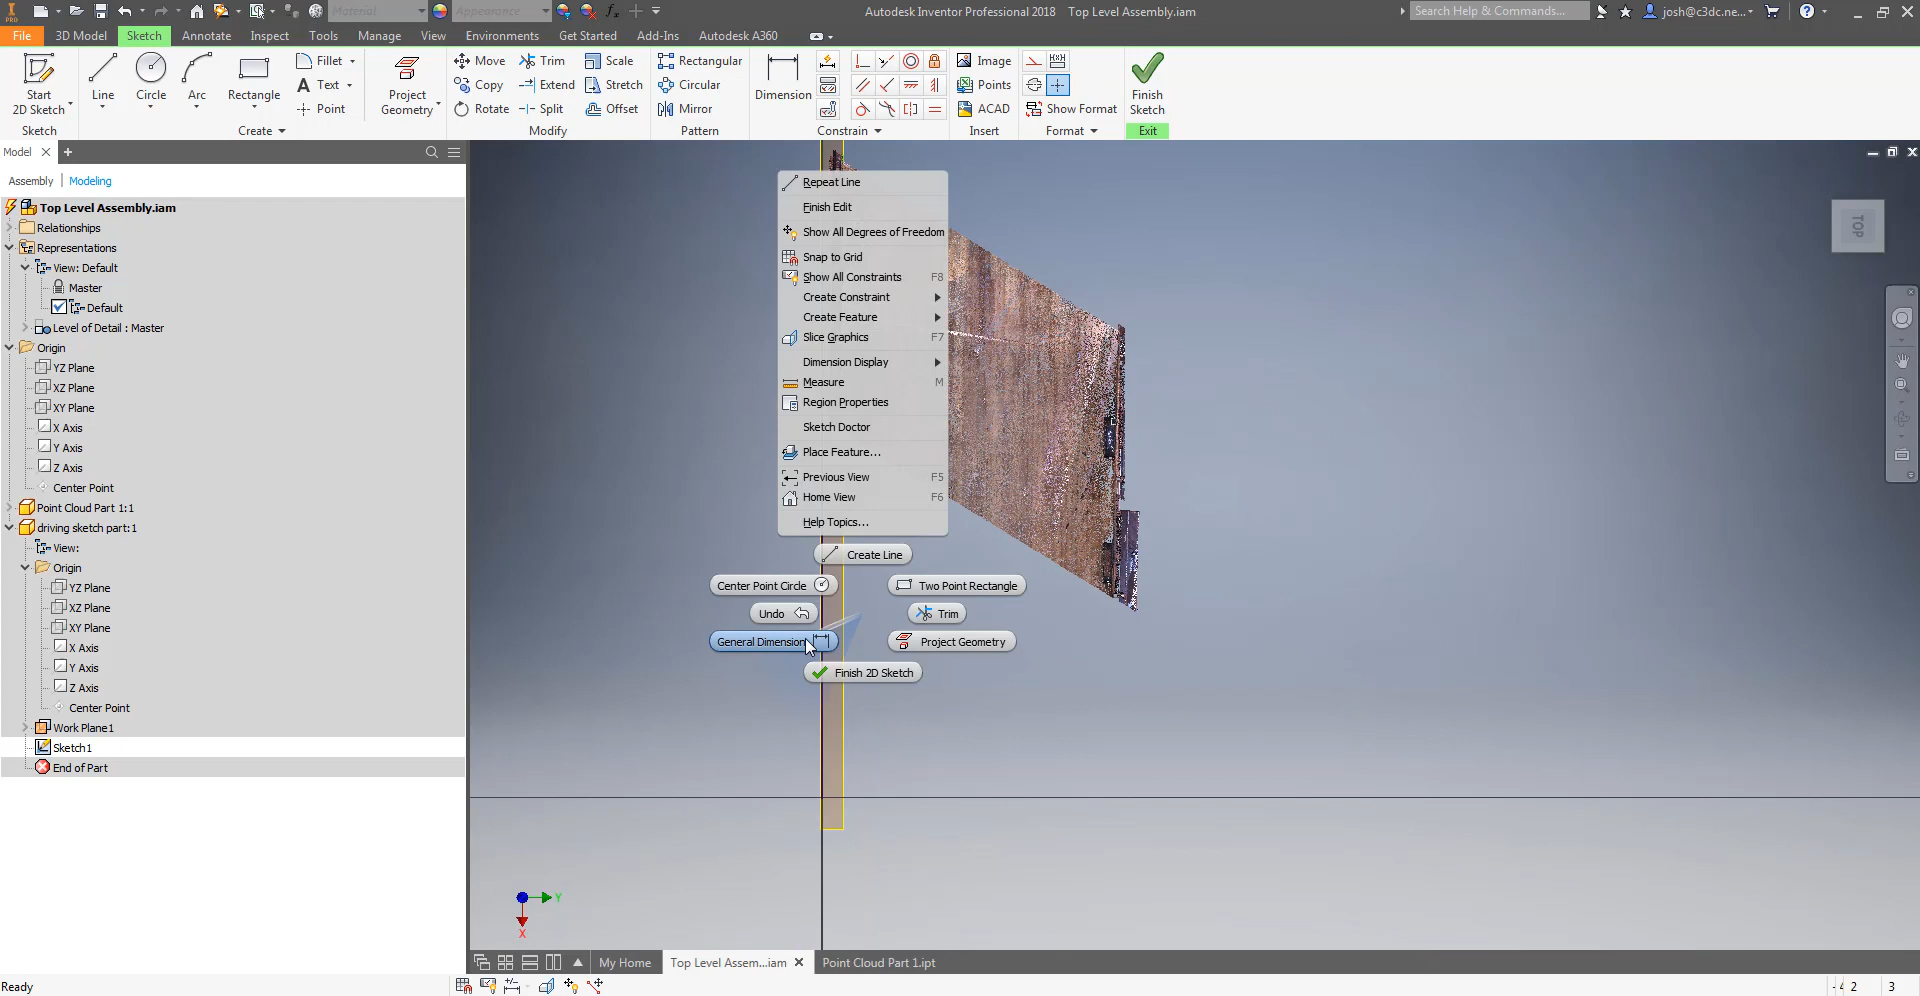 Material
Appearance
Autodesk Inventor Professional 2018 Top Level Assembly.iam
Search Help & Commands...
josh@c3dc.ne...
PRO
File
3D Model
Sketch
Annotate
Inspect
Tools
Manage
View
Environments
Get Started
Add-Ins
Autodesk A360
Start
2D Sketch
Line
Circle
Arc
Rectangle
Fillet
Text
Point
Project
Geometry
Move
Copy
Rotate
Trim
Extend
Split
Scale
Stretch
Offset
Rectangular
Circular
Mirror
Dimension
Image
Points
ACAD
Show Format
Finish
Sketch
Sketch
Create
Modify
Pattern
Constrain
Insert
Format
Exit
Model
Assembly
Modeling
Top Level Assembly.iam
Relationships
Representations
View: Default
Master
Default
Level of Detail : Master
Origin
YZ Plane
XZ Plane
XY Plane
X Axis
Y Axis
Z Axis
Center Point
Point Cloud Part 1:1
driving sketch part:1
View:
Origin
YZ Plane
XZ Plane
XY Plane
X Axis
Y Axis
Z Axis
Center Point
Work Plane1
Sketch1
End of Part
Repeat Line
Finish Edit
Show All Degrees of Freedom
Snap to Grid
Show All Constraints F8
Create Constraint
Create Feature
Slice Graphics F7
Dimension Display
Measure M
Region Properties
Sketch Doctor
Place Feature...
Previous View F5
Home View F6
Help Topics...
Create Line
Center Point Circle
Two Point Rectangle
Undo
Trim
General Dimension
Project Geometry
Finish 2D Sketch
TOP
Y
X
My Home
Top Level Assem...iam
Point Cloud Part 1.ipt
Ready
2
3